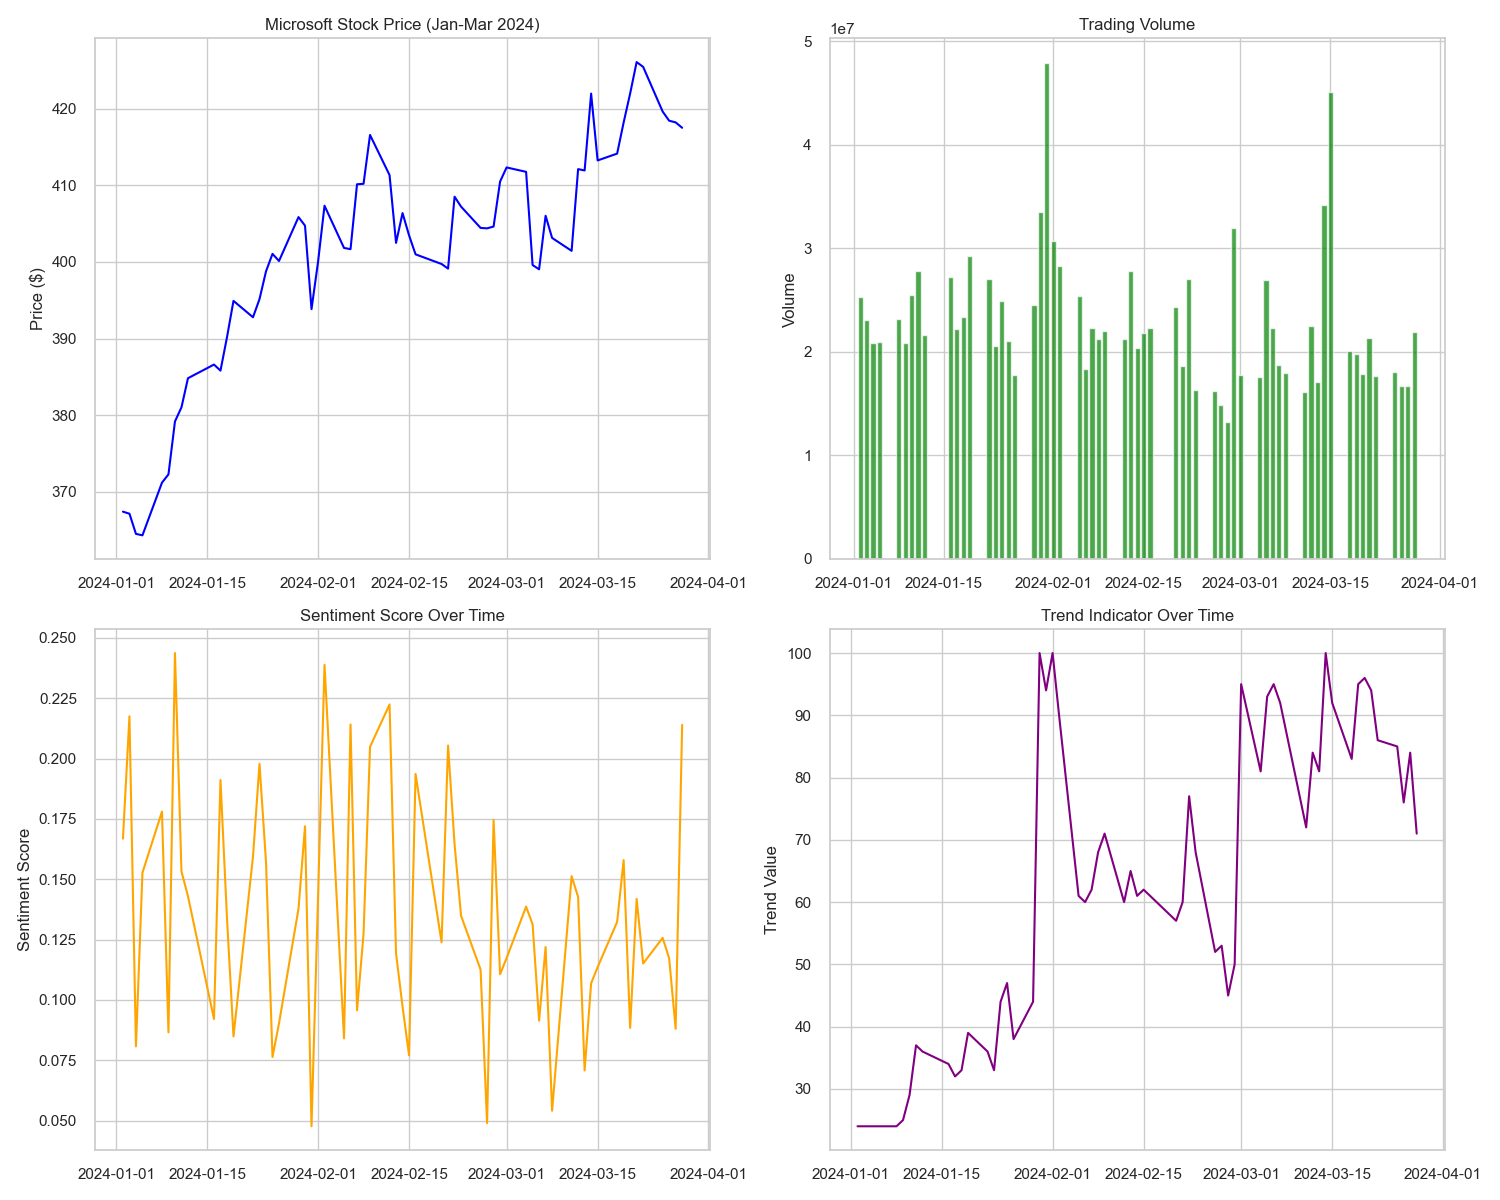 Microsoft Stock Price (Jan-Mar 2024)
Price ($)
420
410
400
390
380
370
2024-01-01 2024-01-15 2024-02-01 2024-02-15 2024-03-01 2024-03-15 2024-04-01
Trading Volume
1e7
Volume
5
4
3
2
1
0
2024-01-01 2024-01-15 2024-02-01 2024-02-15 2024-03-01 2024-03-15 2024-04-01
Sentiment Score Over Time
Sentiment Score
0.250
0.225
0.200
0.175
0.150
0.125
0.100
0.075
0.050
2024-01-01 2024-01-15 2024-02-01 2024-02-15 2024-03-01 2024-03-15 2024-04-01
Trend Indicator Over Time
Trend Value
100
90
80
70
60
50
40
30
2024-01-01 2024-01-15 2024-02-01 2024-02-15 2024-03-01 2024-03-15 2024-04-01